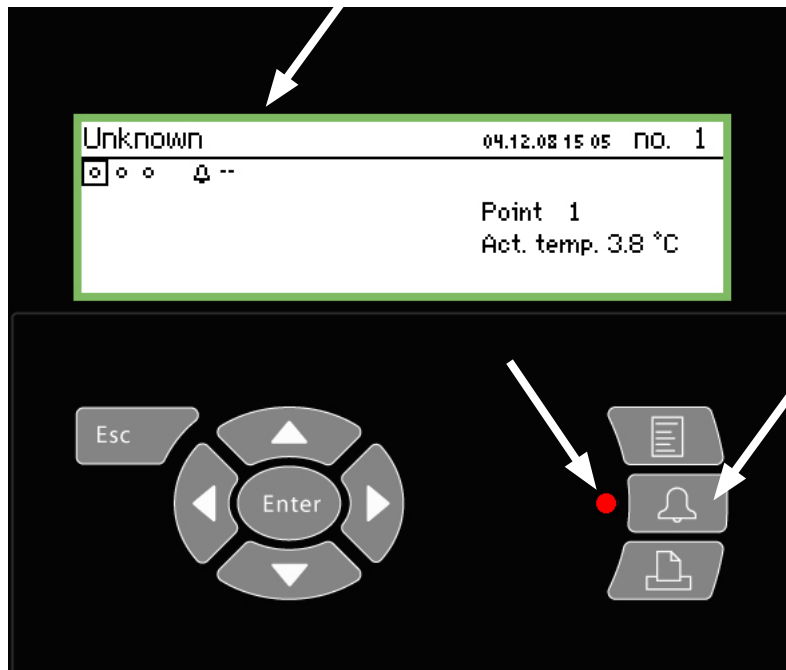 Unknown 04.12.08 15 05 no. 1
--
Point 1
Act. temp. 3.8 °C
Esc
Enter